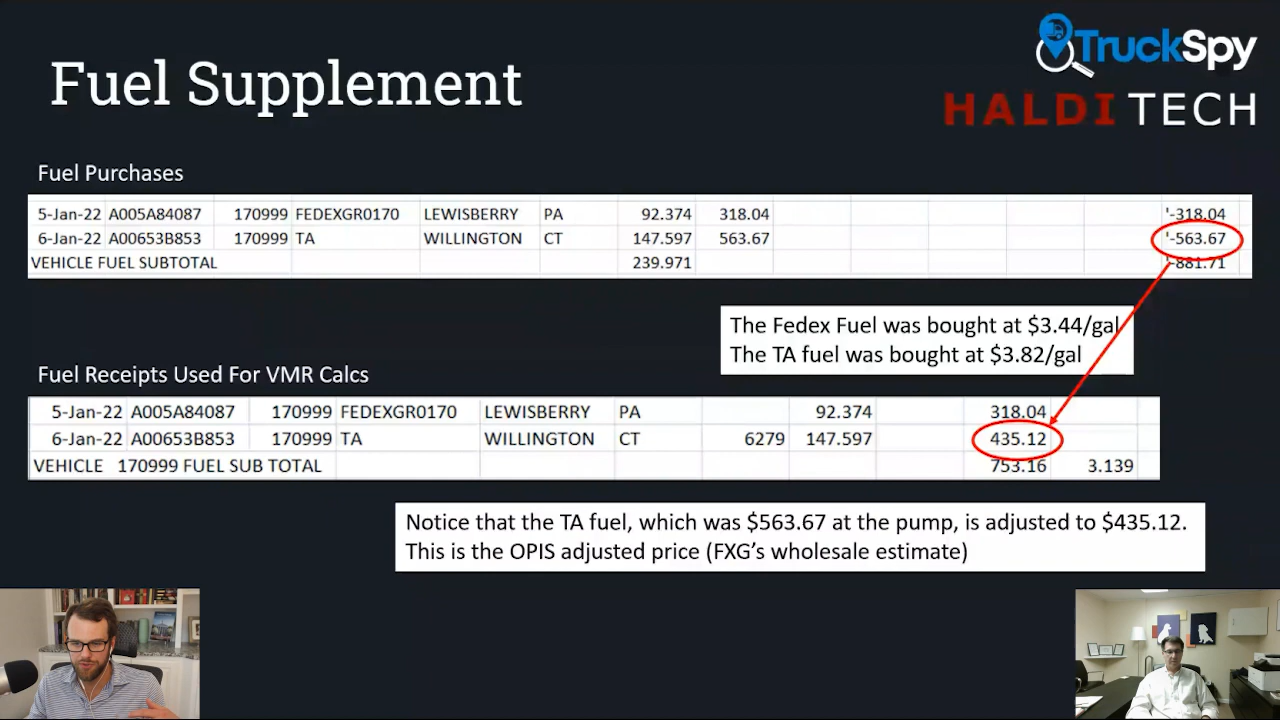 TruckSpy
Fuel Supplement
HALDI TECH
Fuel Purchases
5-Jan-22 A005A84087 170999 FEDEXGR0170 LEWISBERRY PA 92.374 318.04 '-318.04
6-Jan-22 A00653B853 170999 TA WILLINGTON CT 147.597 563.67 '-563.67
VEHICLE FUEL SUBTOTAL 239.971 '-881.71
The Fedex Fuel was bought at $3.44/gal
The TA fuel was bought at $3.82/gal
Fuel Receipts Used For VMR Calcs
5-Jan-22 A005A84087 170999 FEDEXGR0170 LEWISBERRY PA 92.374 318.04
6-Jan-22 A00653B853 170999 TA WILLINGTON CT 6279 147.597 435.12
VEHICLE 170999 FUEL SUB TOTAL 753.16 3.139
Notice that the TA fuel, which was $563.67 at the pump, is adjusted to $435.12.
This is the OPIS adjusted price (FXG's wholesale estimate)